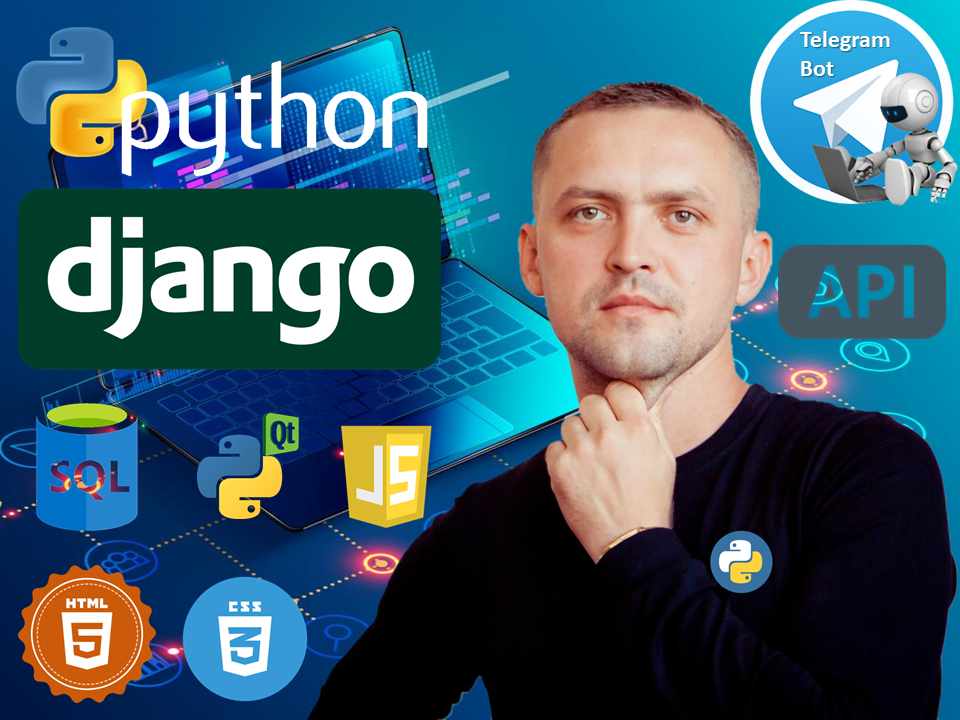 python
Telegram
Bot
django
API
SQL
Qt
JS
HTML
5
CSS
3